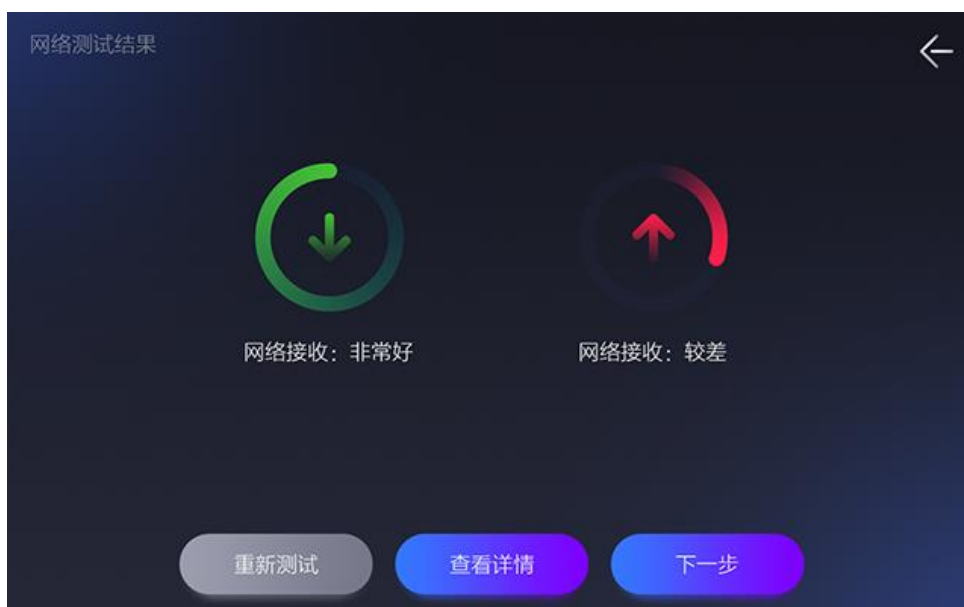 网络测试结果
网络接收：非常好
网络接收：较差
重新测试
查看详情
下一步